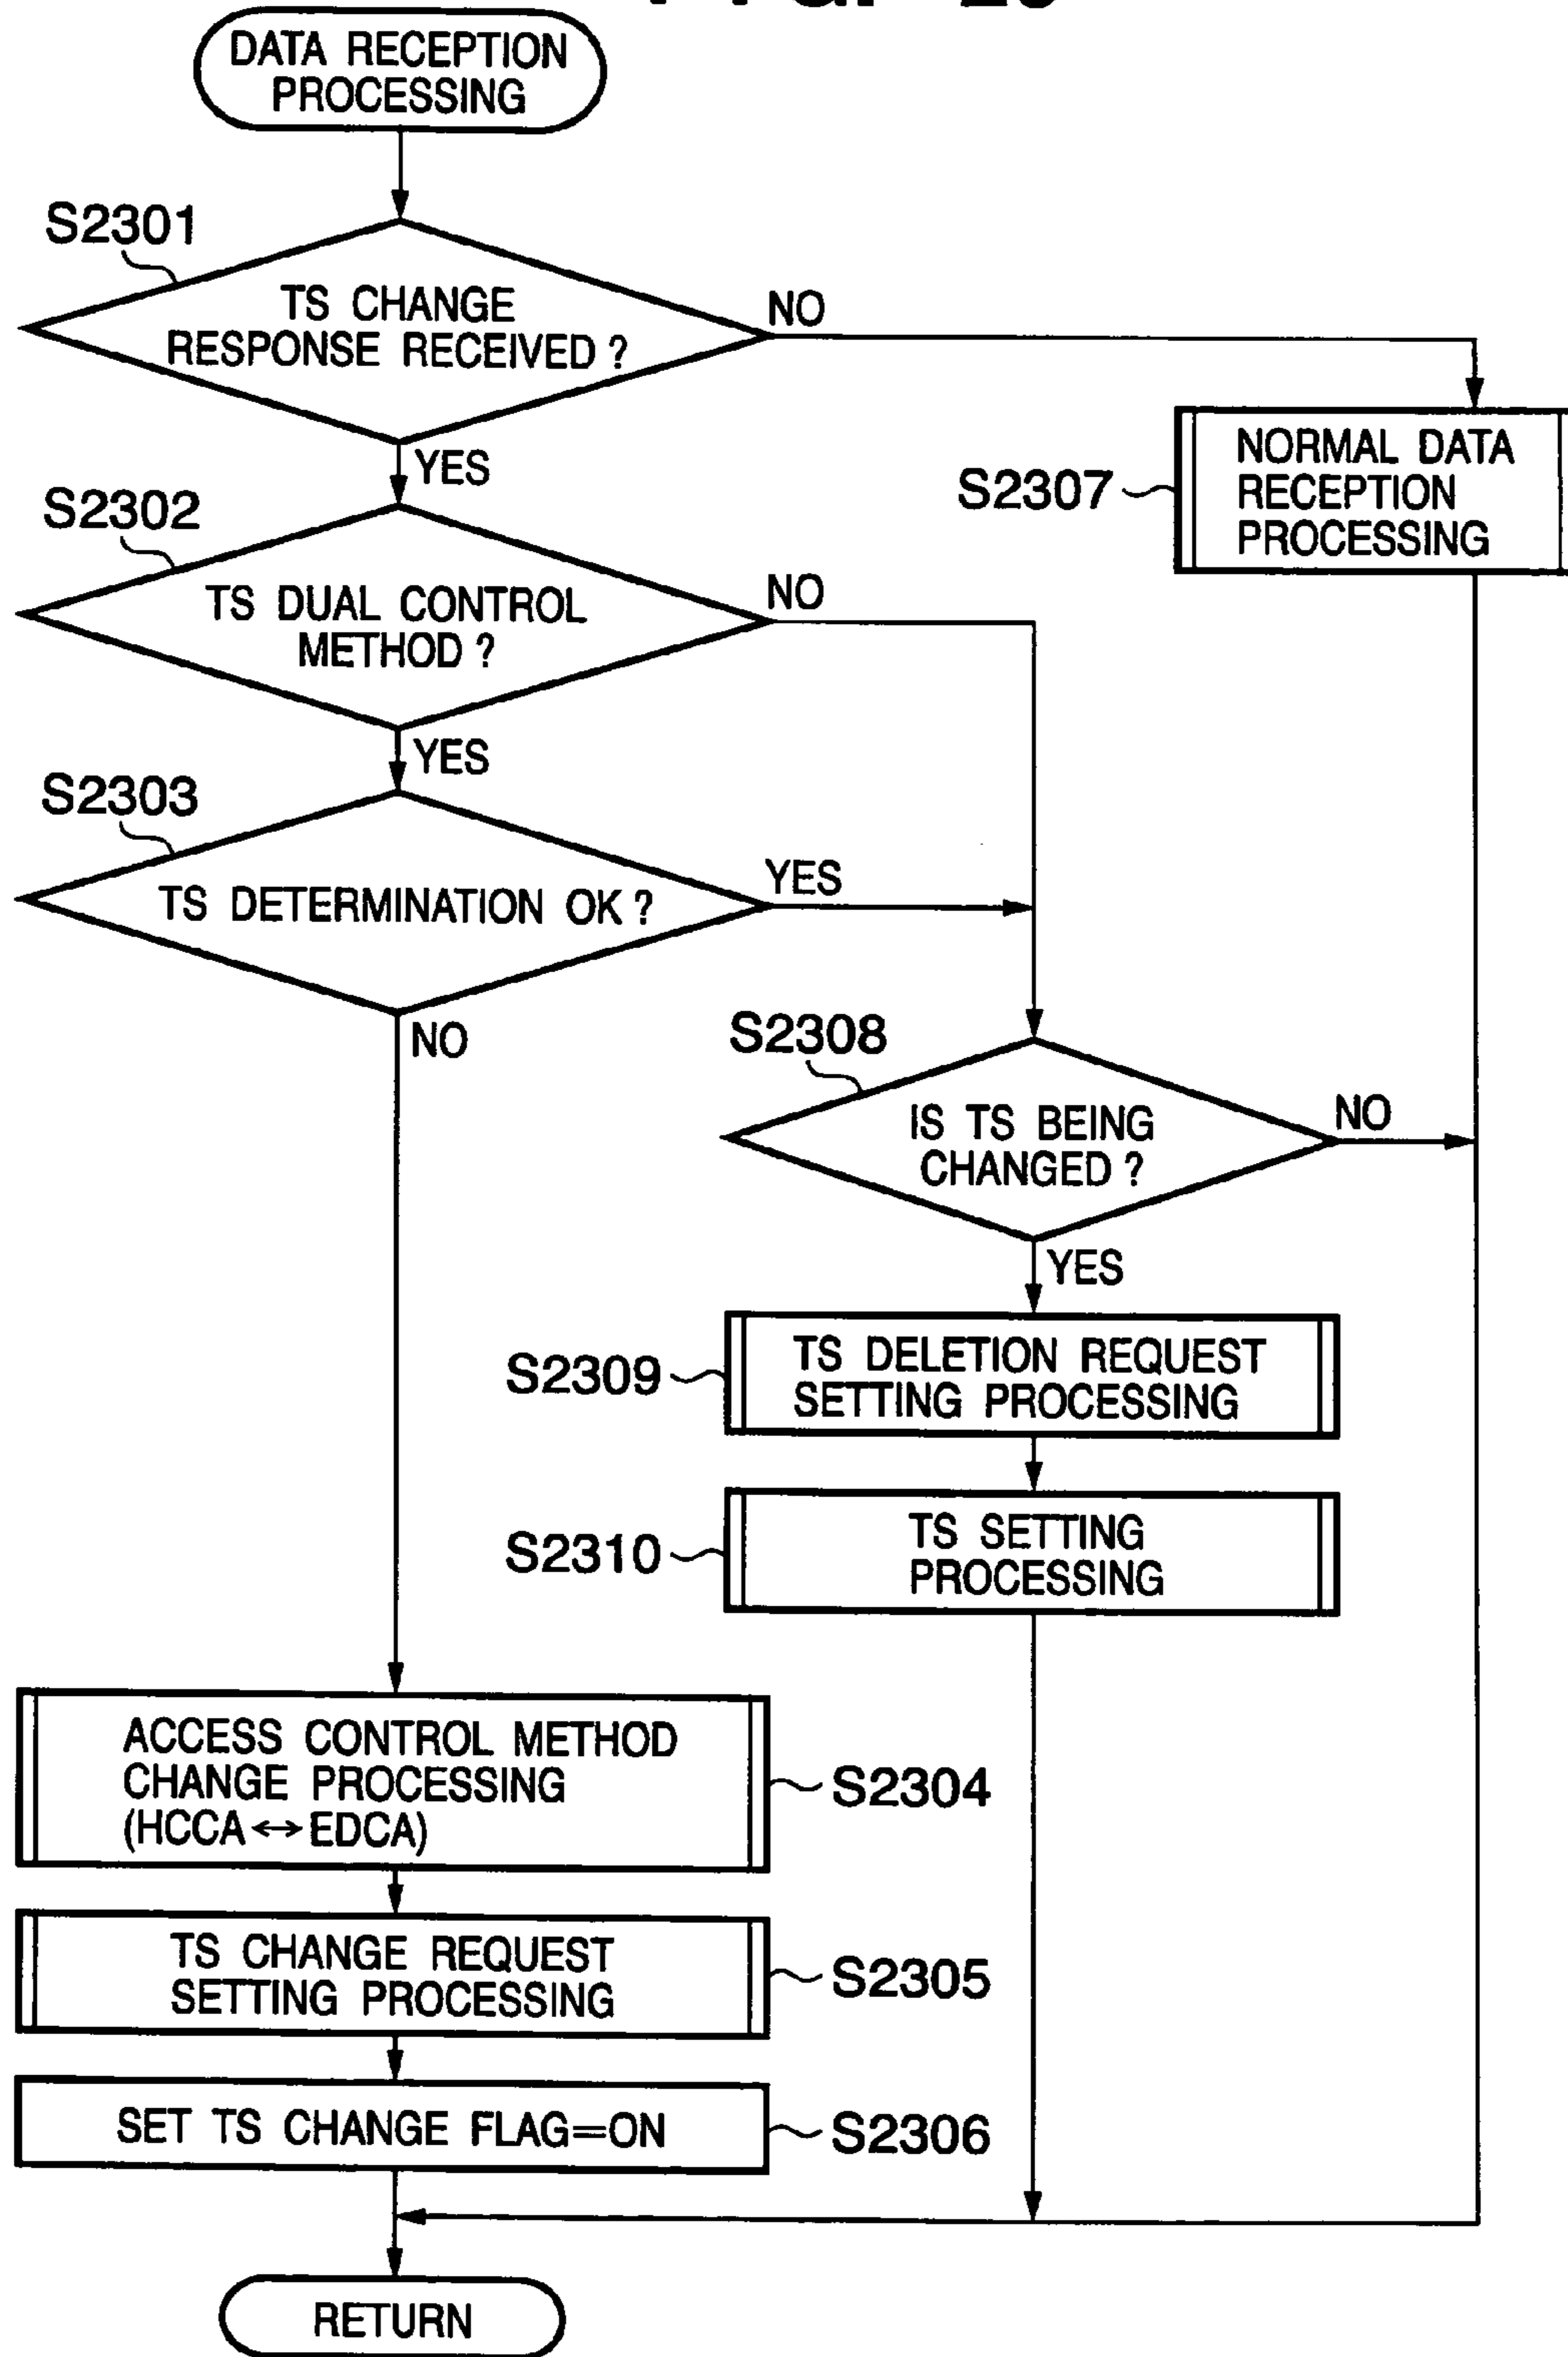 DATA RECEPTION
PROCESSING
S2301
TS CHANGE
RESPONSE RECEIVED ?
NO
YES
S2307
NORMAL DATA
RECEPTION
PROCESSING
S2302
TS DUAL CONTROL
METHOD ?
NO
YES
S2303
TS DETERMINATION OK ?
YES
NO
S2308
IS TS BEING
CHANGED ?
NO
YES
S2309
TS DELETION REQUEST
SETTING PROCESSING
S2310
TS SETTING
PROCESSING
ACCESS CONTROL METHOD
CHANGE PROCESSING
(HCCA↔EDCA)
S2304
TS CHANGE REQUEST
SETTING PROCESSING
S2305
SET TS CHANGE FLAG=ON
S2306
RETURN